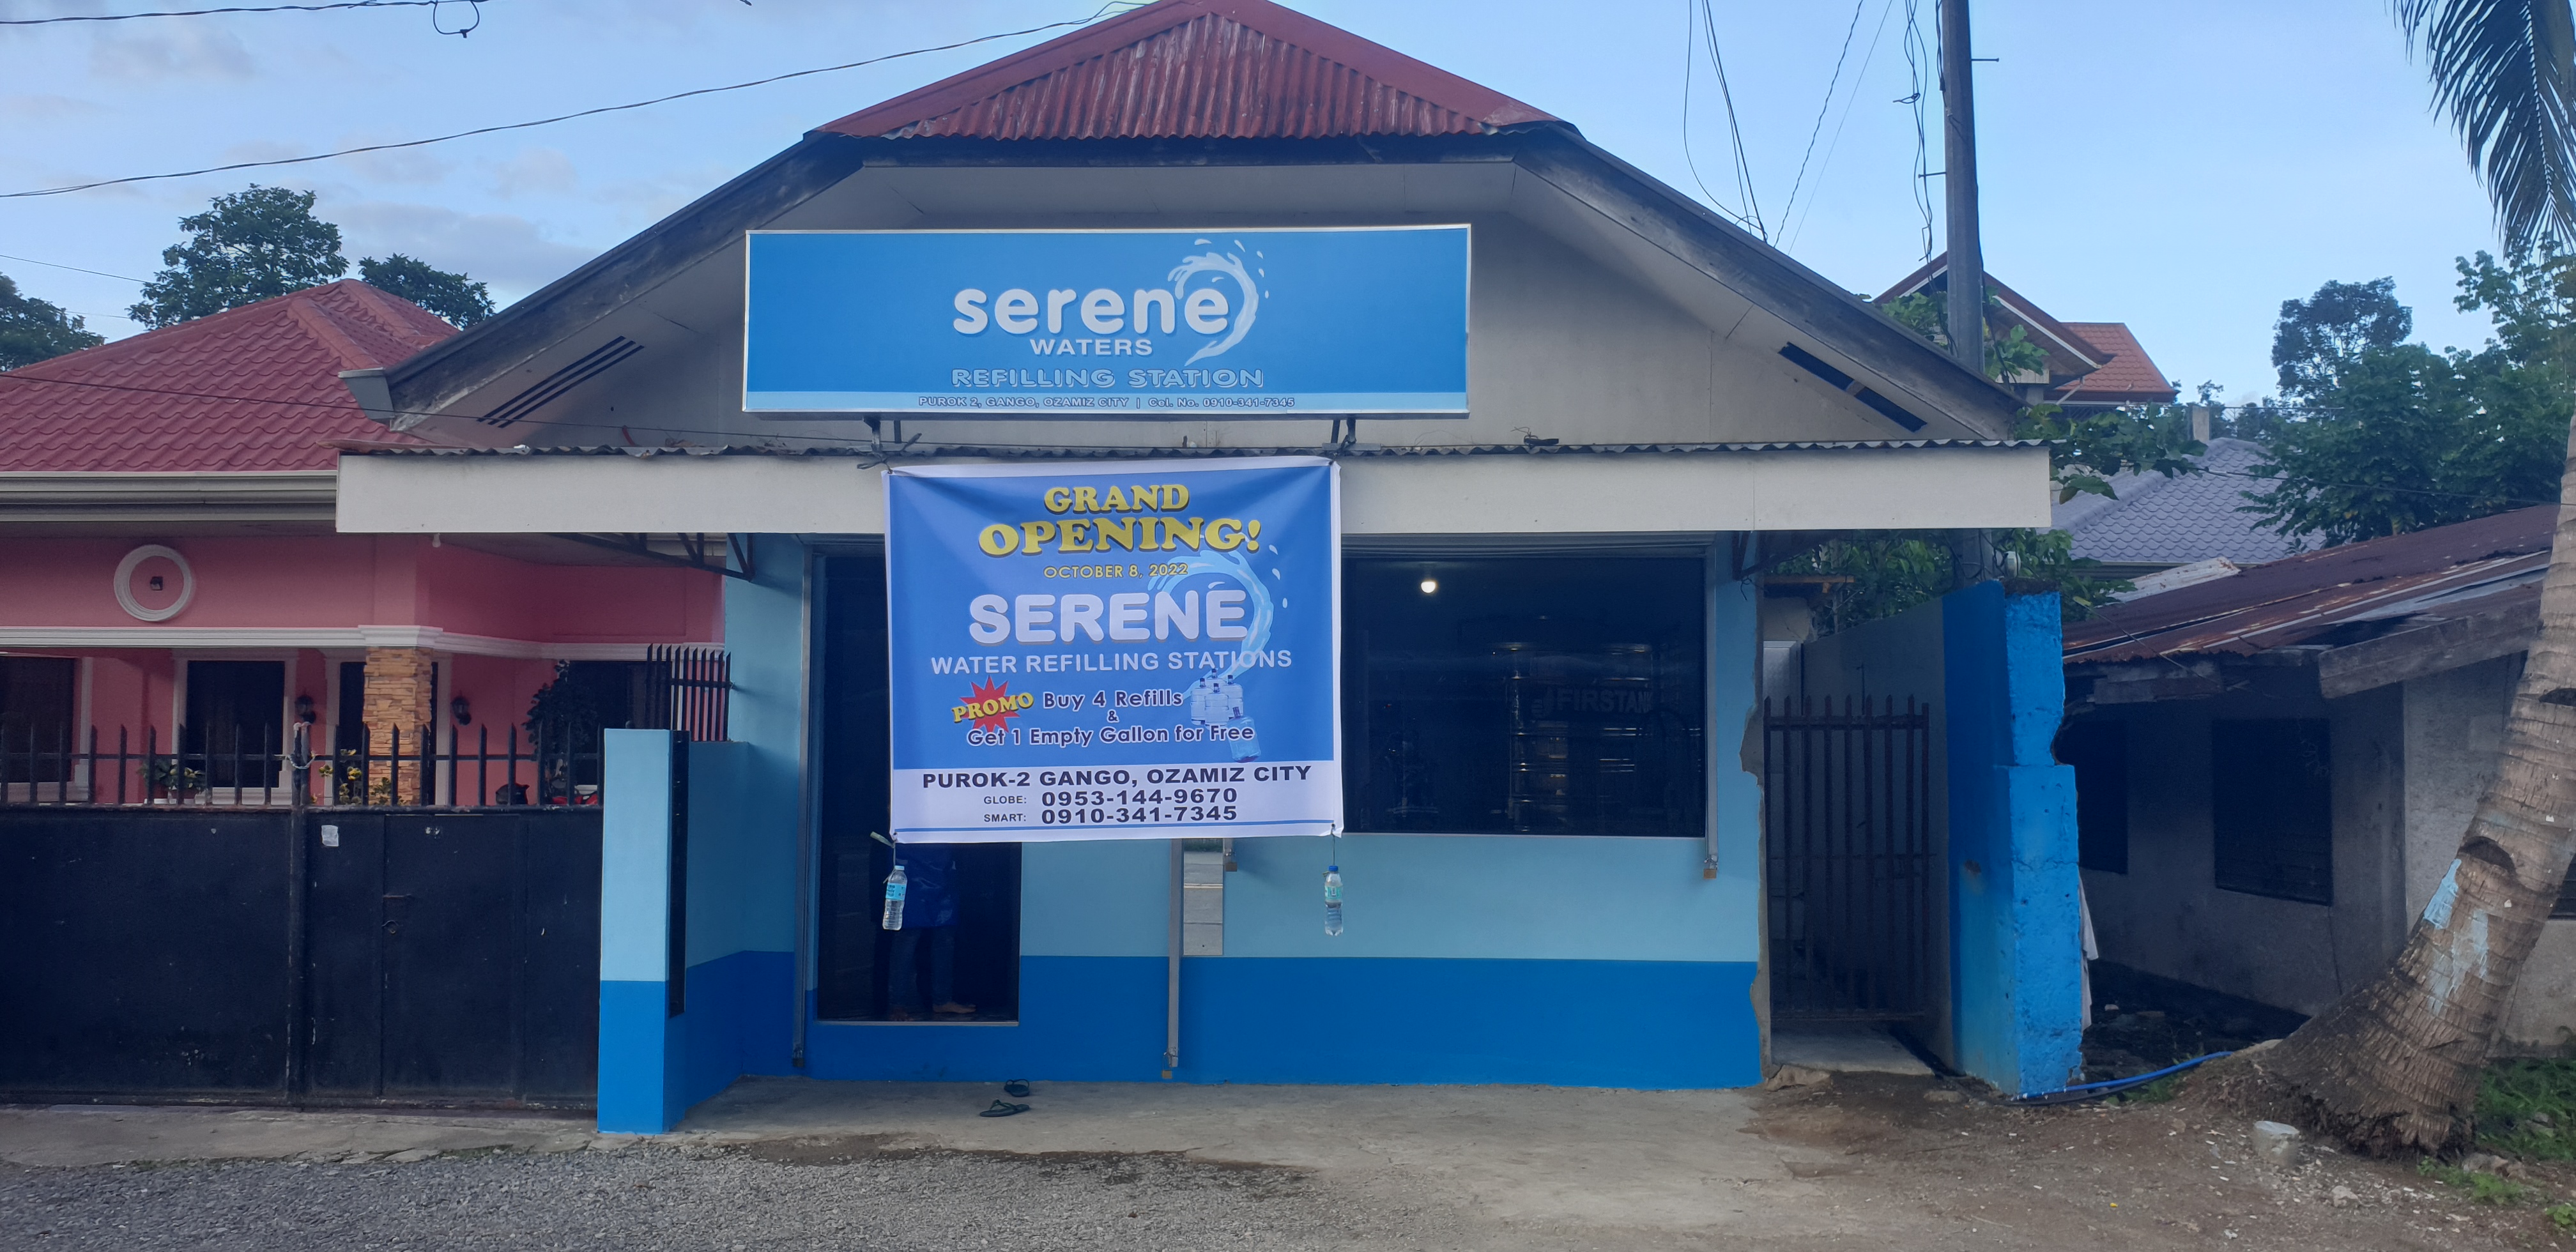 serene
WATERS
REFILLING STATION
PUROK 2, GANGO, OZAMIZ CITY | Cel. No. 0910-341-7345
GRAND
OPENING!
OCTOBER 8, 2022
SERENE
WATER REFILLING STATIONS
PROMO Buy 4 Refills
&
Get 1 Empty Gallon for Free
PUROK-2 GANGO, OZAMIZ CITY
GLOBE: 0953-144-9670
SMART: 0910-341-7345